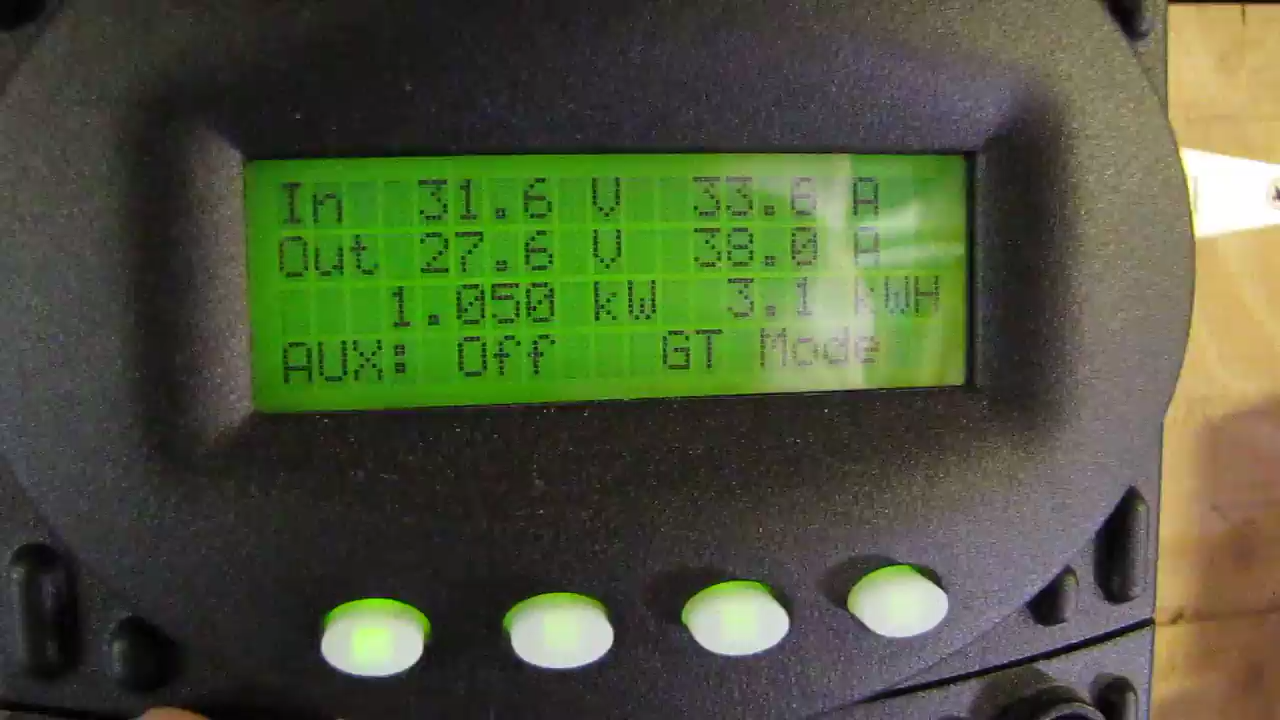 In 31.6 V 33.6 A
Out 27.6 V 38.0 A
1.050 kW 3.1 kWH
AUX: Off GT Mode